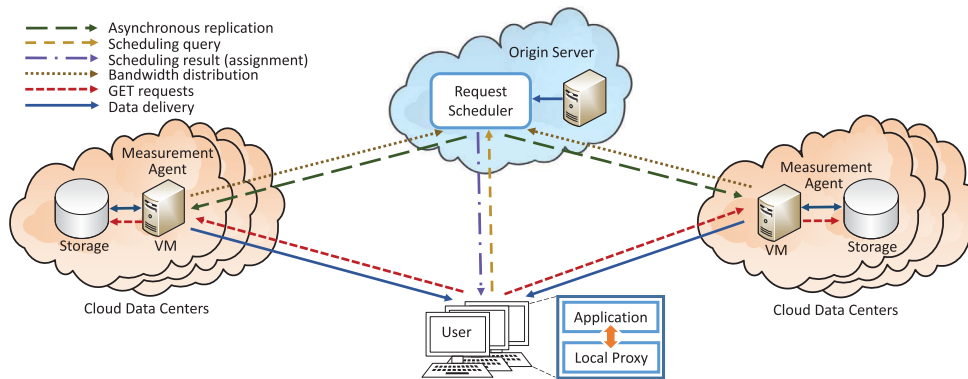 Asynchronous replication
Scheduling query
Scheduling result (assignment)
Bandwidth distribution
GET requests
Data delivery
Origin Server
Request
Scheduler
Measurement
Agent
Storage
VM
Cloud Data Centers
Measurement
Agent
VM
Storage
Cloud Data Centers
User
Application
Local Proxy